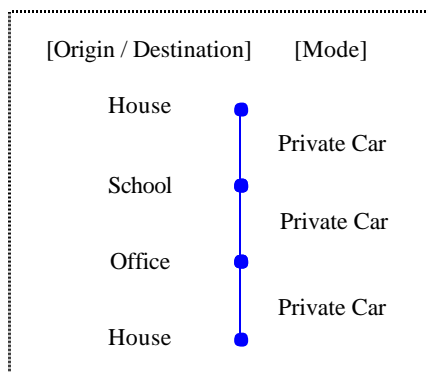 [Origin / Destination] [Mode]
House
Private Car
School
Private Car
Office
Private Car
House